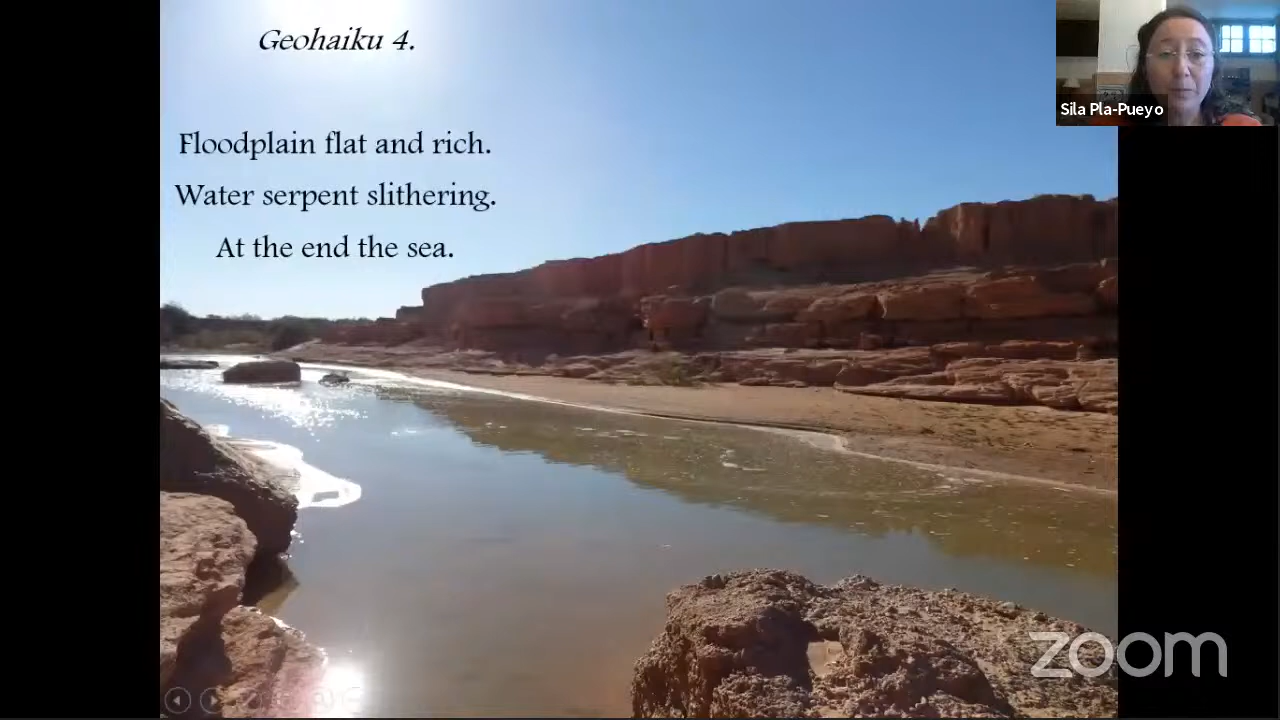 Geohaiku 4.
Floodplain flat and rich.
Water serpent slithering.
At the end the sea.
Sila Pla-Pueyo
zoom